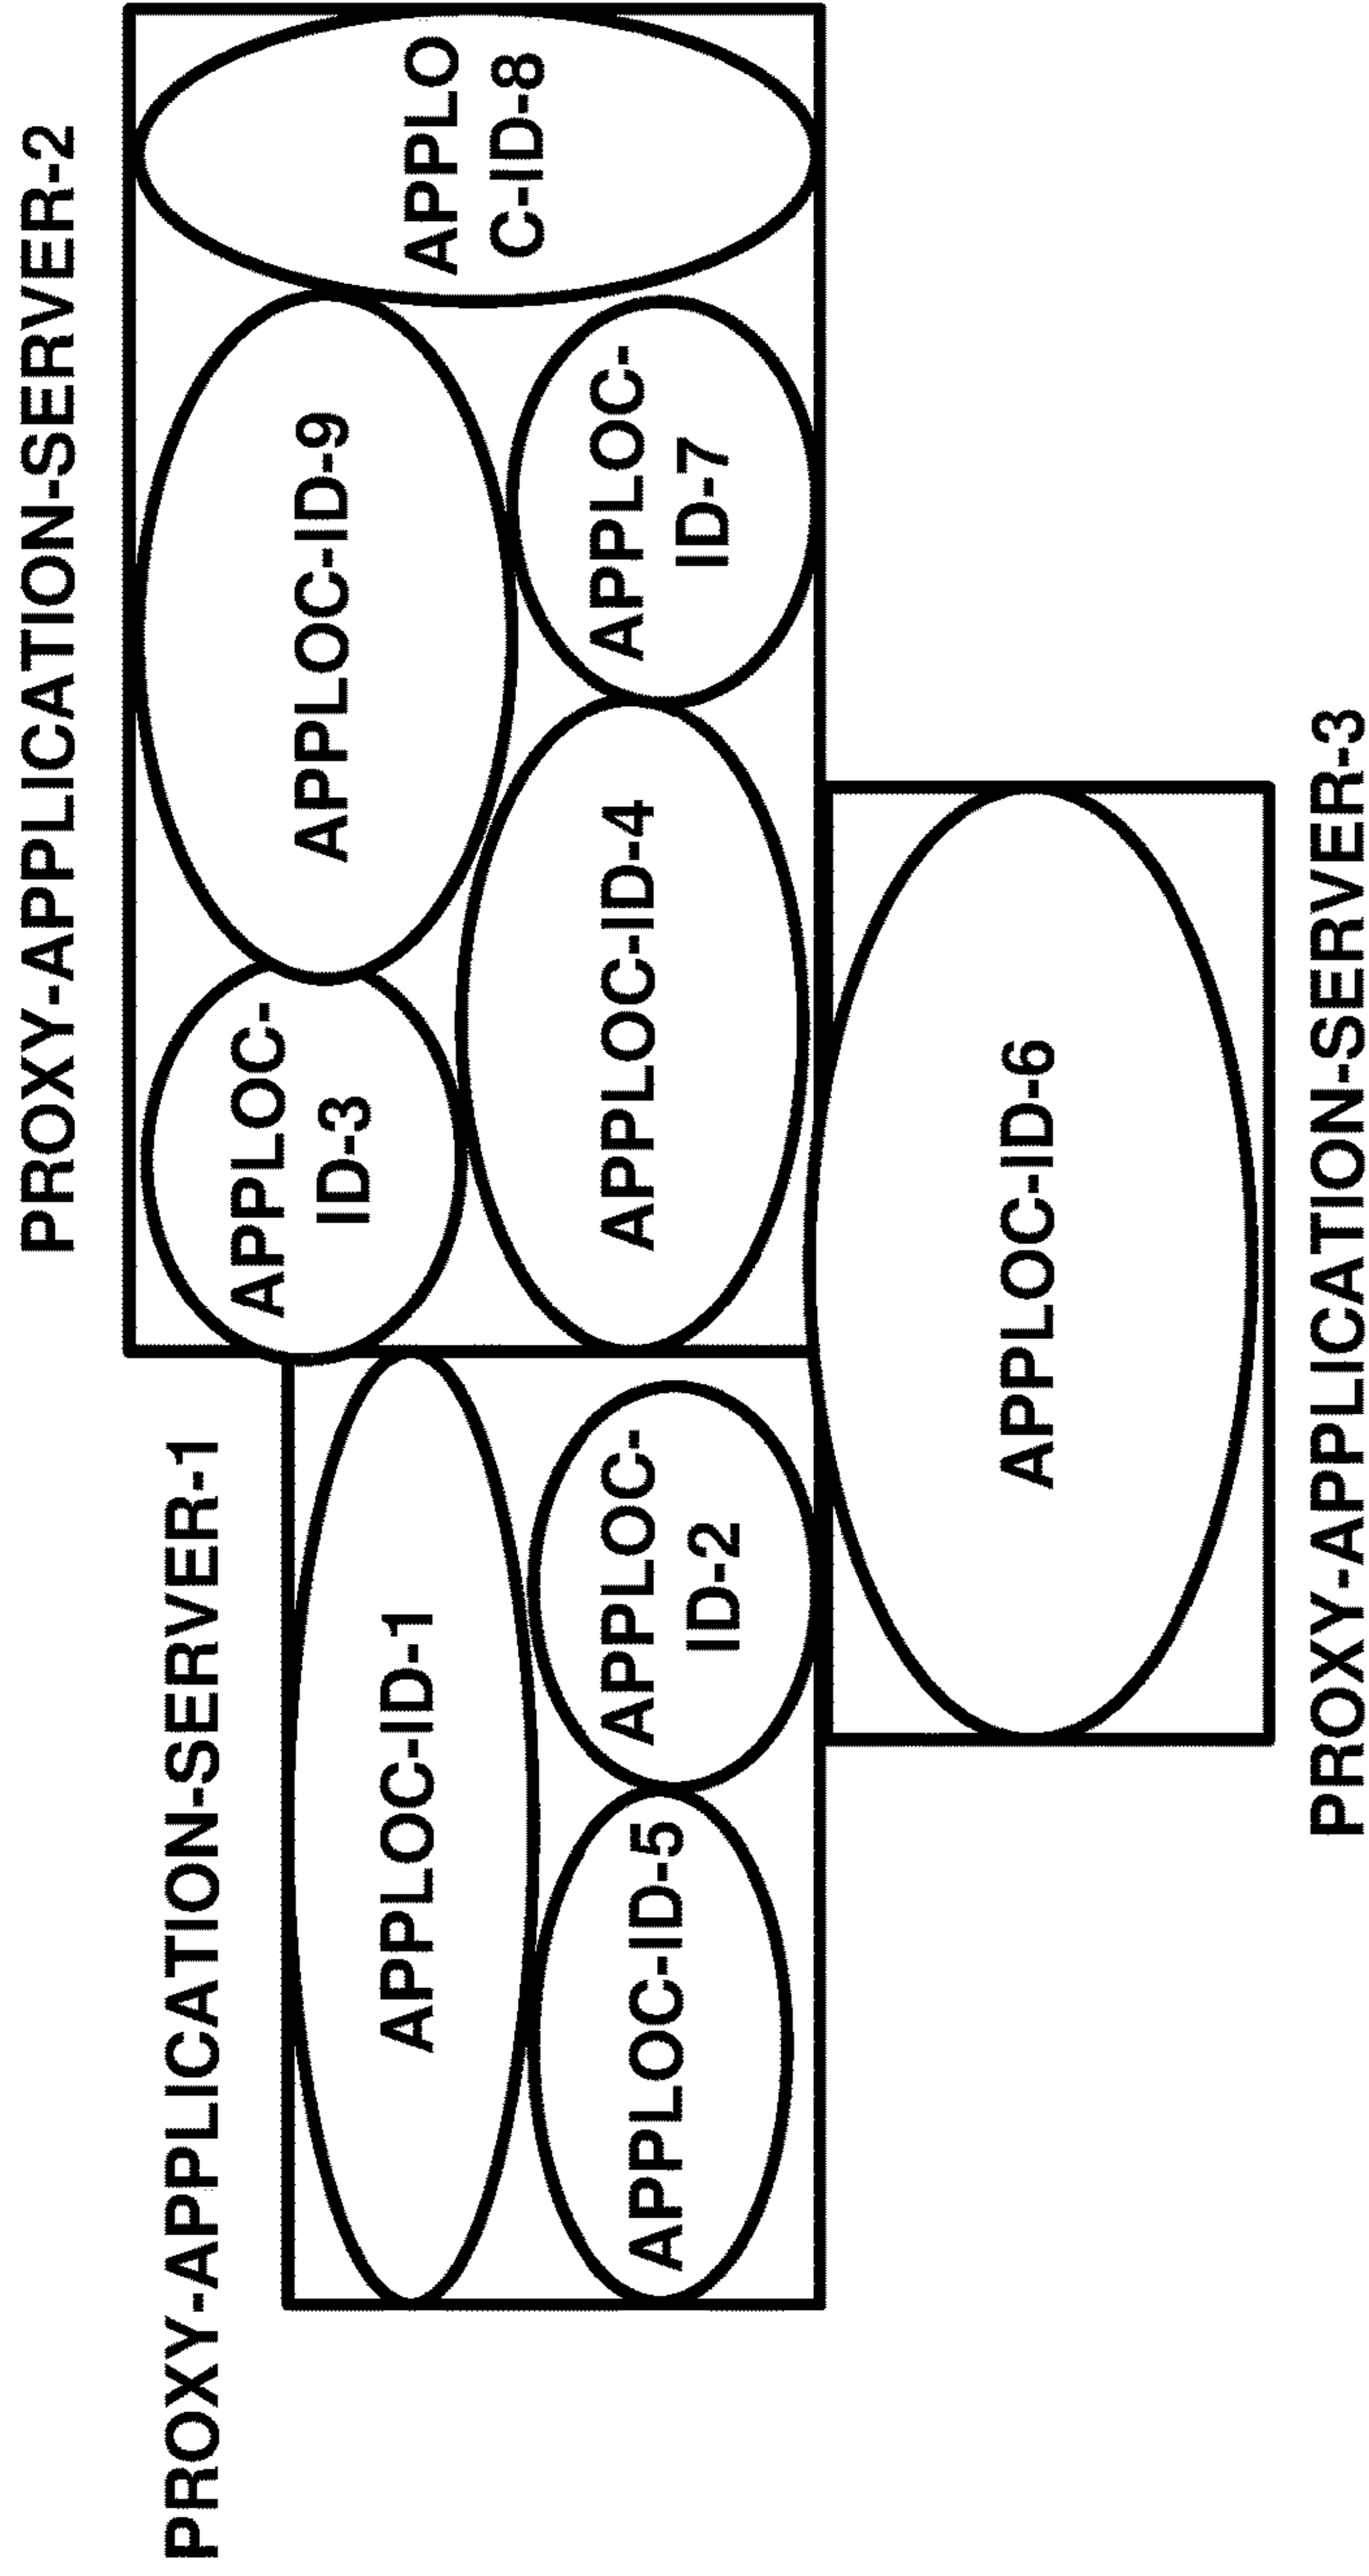 PROXY-APPLICATION-SERVER-1
APPLOC-ID-1
APPLOC-ID-5
APPLOC-
ID-2
PROXY-APPLICATION-SERVER-2
APPLOC-
ID-3
APPLOC-ID-9
APPLO
C-ID-8
APPLOC-ID-4
APPLOC-
ID-7
APPLOC-ID-6
PROXY-APPLICATION-SERVER-3